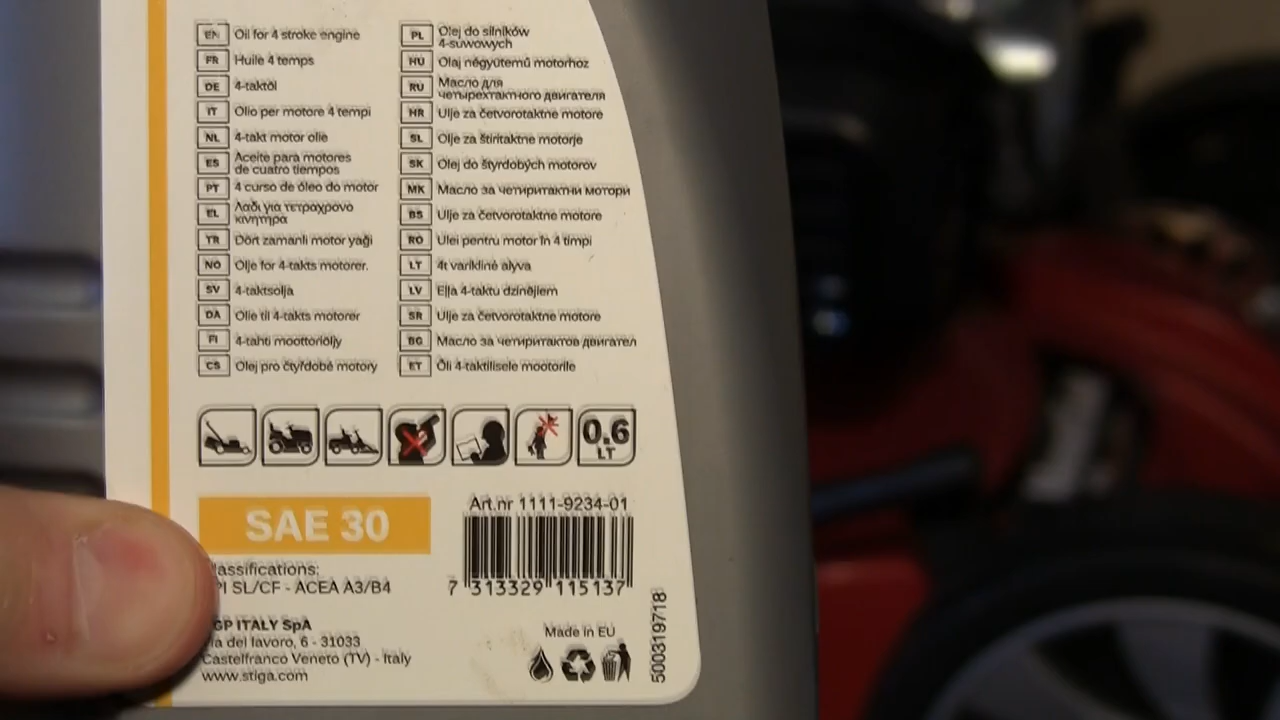 EN Oil for 4 stroke engine
FR Huile 4 temps
DE 4-taktöl
IT Olio per motore 4 tempi
NL 4-takt motor olie
ES Aceite para motores
de cuatro tiempos
PT 4 curso de óleo do motor
EL Λαδι για τετραχρονο
κινητηρα
TR Dört zamanli motor yaği
NO Olje for 4-takts motorer.
SV 4-taktsolja
DA Olie til 4-takts motorer
FI 4-tahti moottoriöljy
CS Olej pro čtyřdobé motory
PL Olej do silników
4-suwowych
HU Olaj négyütemű motorhoz
RU Масло для
четырехтактного двигателя
HR Ulje za četvorotaktne motore
SL Olje za štiritaktne motorje
SK Olej do štyrdobých motorov
MK Масло за четиритактни мотори
BS Ulje za četvorotaktne motore
RO Ulei pentru motor în 4 timpi
LT 4t variklinė alyva
LV Eļļa 4-taktu dzinējiem
SR Ulje za četvorotaktne motore
BG Масло за четиритактов двигател
ET Õli 4-taktilisele mootorile
0.6
LT
SAE 30
Art.nr 1111-9234-01
7 313329 115137
lassifications:
PI SL/CF - ACEA A3/B4
GP ITALY SpA
ia del lavoro, 6 - 31033
Castelfranco Veneto (TV) - Italy
www.stiga.com
Made in EU
500319718